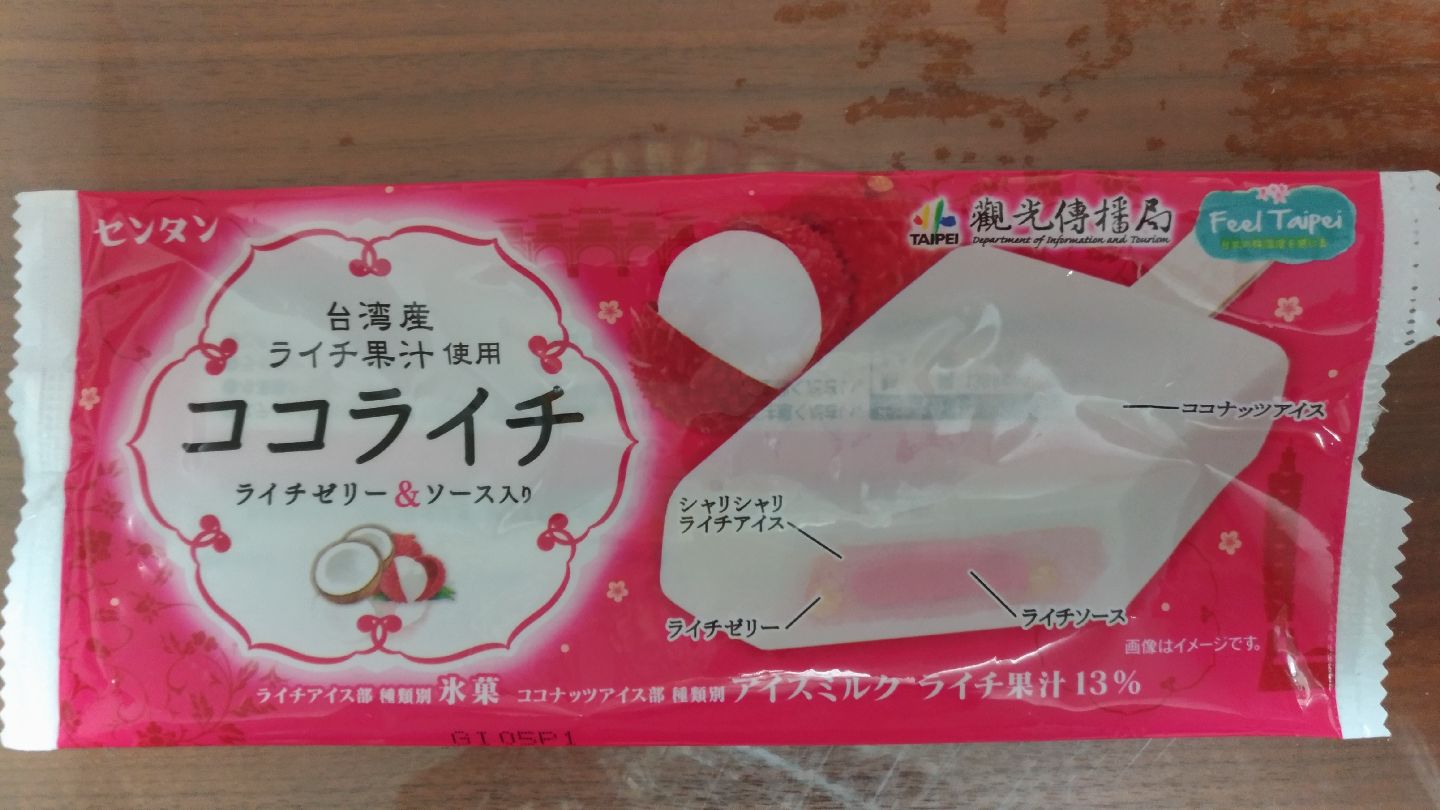 センタン
台湾産
ライチ果汁使用
ココライチ
ライチゼリー&ソース入り
TAIPEI
觀光傳播局
Department of Information and Tourism
Feel Taipei
ココナッツアイス
シャリシャリ
ライチアイス
ライチゼリー
ライチソース
画像はイメージです。
ライチアイス部 種類別 氷菓 ココナッツアイス部 種類別 アイスミルク ライチ果汁13%